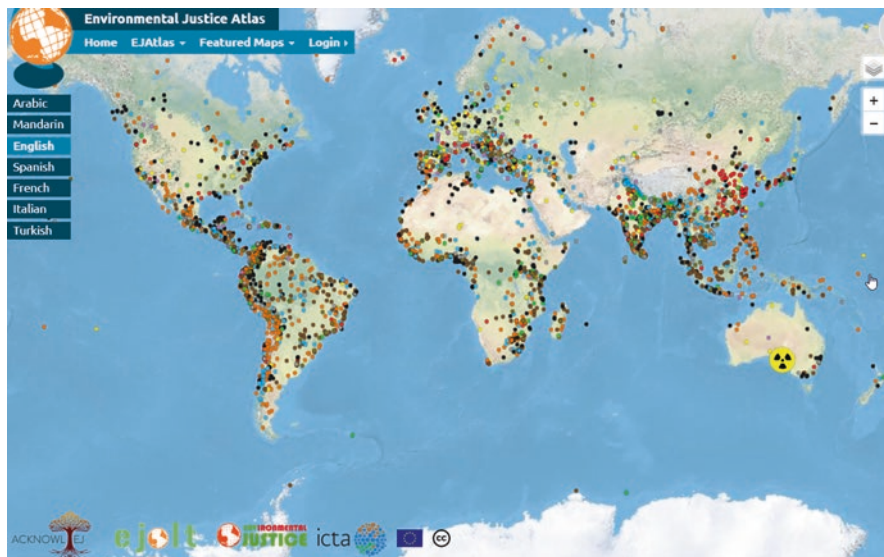 Environmental Justice Atlas
Home EJAtlas Featured Maps Login
Arabic
Mandarin
English
Spanish
French
Italian
Turkish
+
−
ACKNOWL EJ
ejolt
JUSTICE
icta
cc